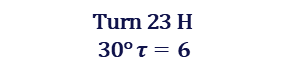 Turn 23 H
30° τ = 6